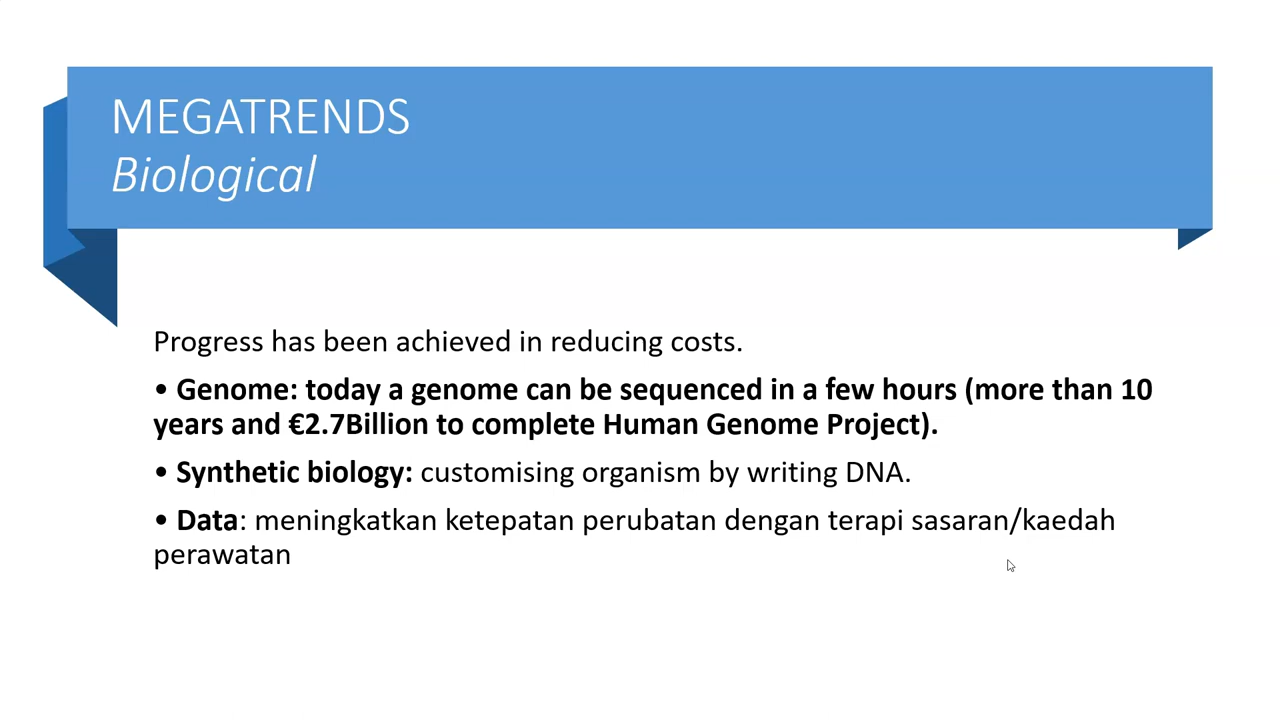 MEGATRENDS
Biological
Progress has been achieved in reducing costs.
• Genome: today a genome can be sequenced in a few hours (more than 10
years and €2.7Billion to complete Human Genome Project).
• Synthetic biology: customising organism by writing DNA.
• Data: meningkatkan ketepatan perubatan dengan terapi sasaran/kaedah
perawatan